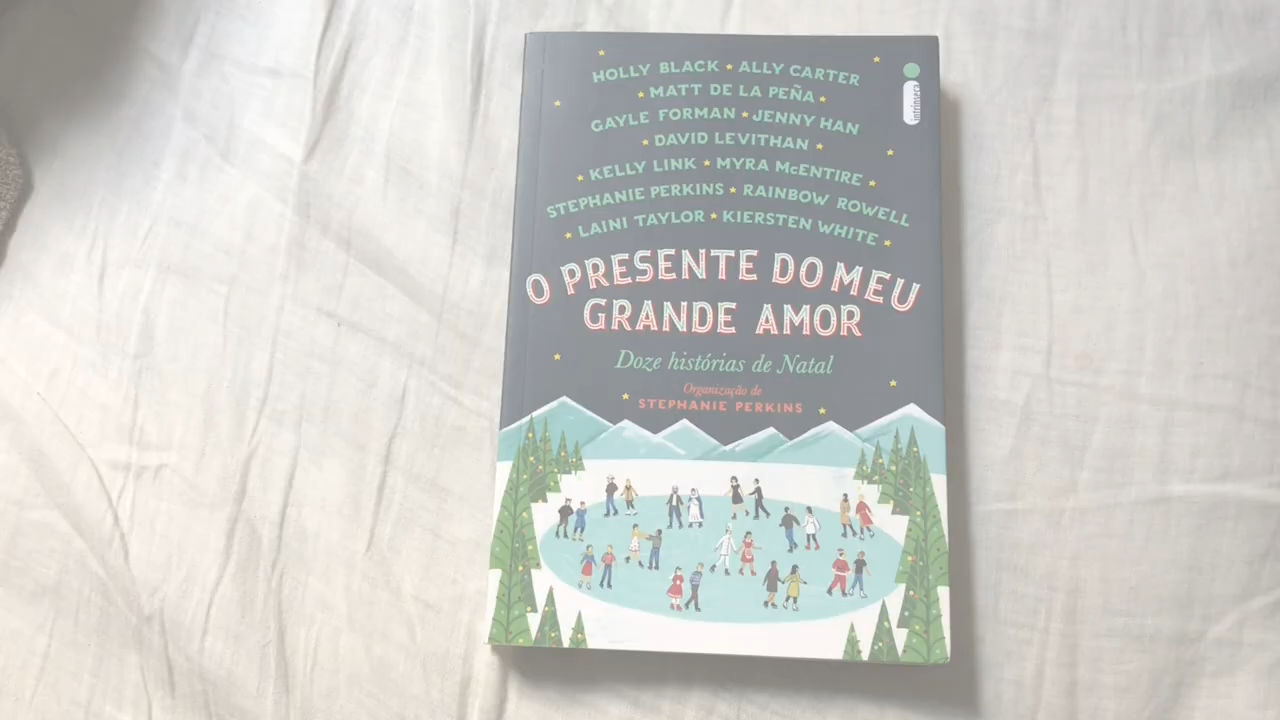 HOLLY BLACK ★ ALLY CARTER
★ MATT DE LA PEÑA ★
GAYLE FORMAN ★ JENNY HAN
★ DAVID LEVITHAN ★
★ KELLY LINK ★ MYRA McENTIRE ★
STEPHANIE PERKINS ★ RAINBOW ROWELL
★ LAINI TAYLOR ★ KIERSTEN WHITE ★
intrínseca
O PRESENTE DO MEU
GRANDE AMOR
Doze histórias de Natal
Organização de
STEPHANIE PERKINS